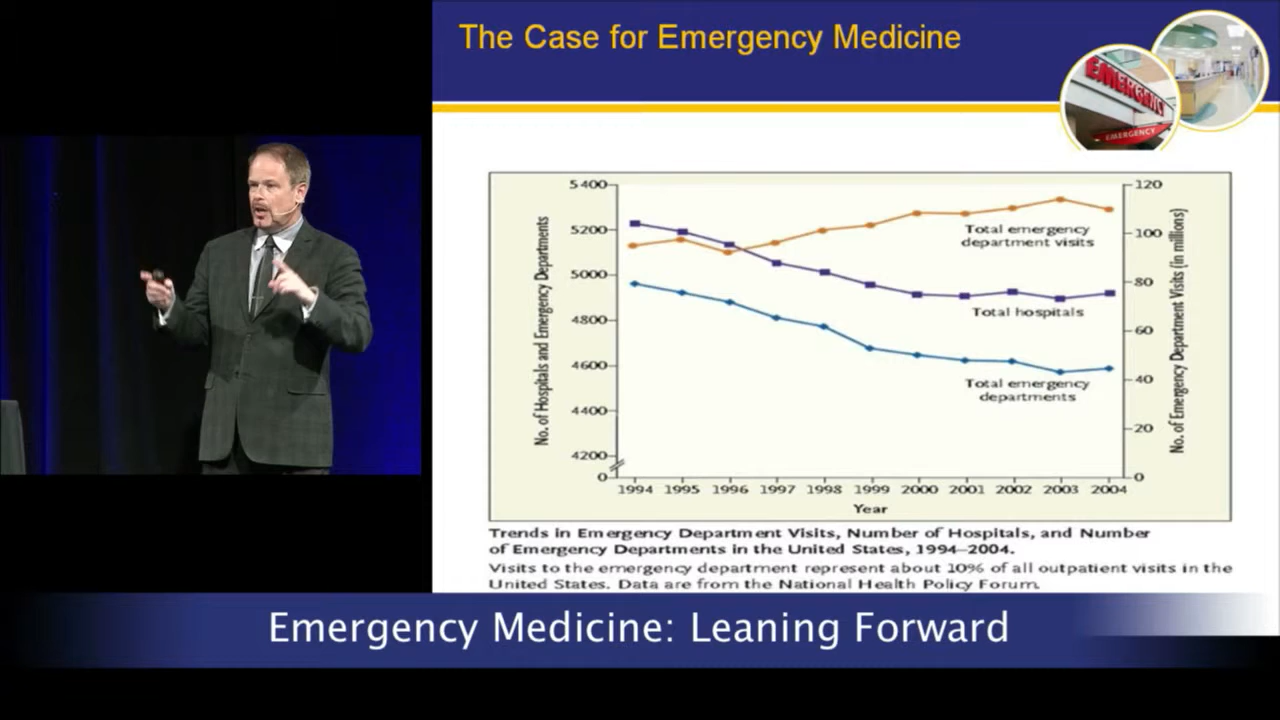 The Case for Emergency Medicine
EMERGENCY
EMERGENCY
5400
5200
5000
4800
4600
4400
4200
0
No. of Hospitals and Emergency Departments
120
100
80
60
40
20
0
No. of Emergency Department Visits (in millions)
Total emergency
department visits
Total hospitals
Total emergency
departments
1994 1995 1996 1997 1998 1999 2000 2001 2002 2003 2004
Year
Trends in Emergency Department Visits, Number of Hospitals, and Number
of Emergency Departments in the United States, 1994–2004.
Visits to the emergency department represent about 10% of all outpatient visits in the
United States. Data are from the National Health Policy Forum.
Emergency Medicine: Leaning Forward